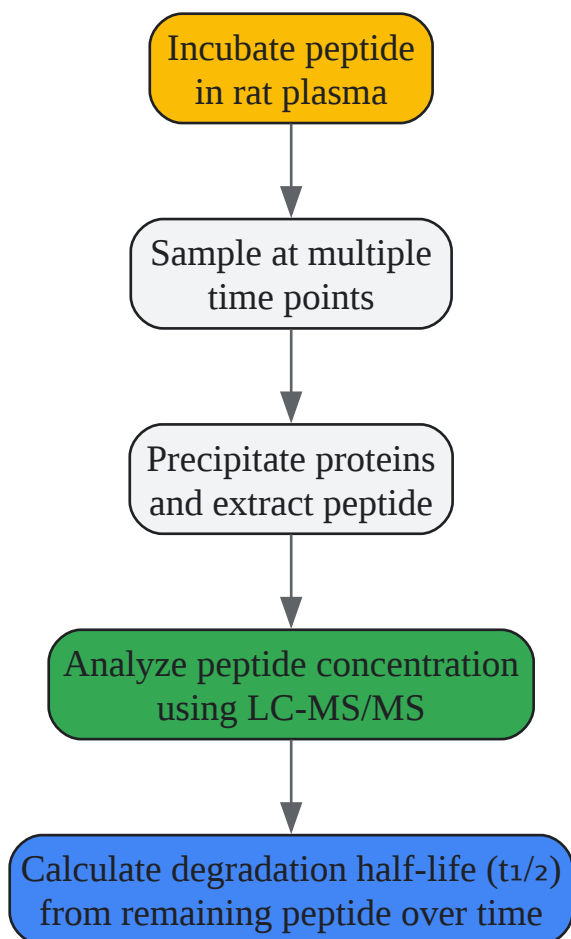 Incubate peptide
in rat plasma
Sample at multiple
time points
Precipitate proteins
and extract peptide
Analyze peptide concentration
using LC-MS/MS
Calculate degradation half-life (t₁/₂)
from remaining peptide over time